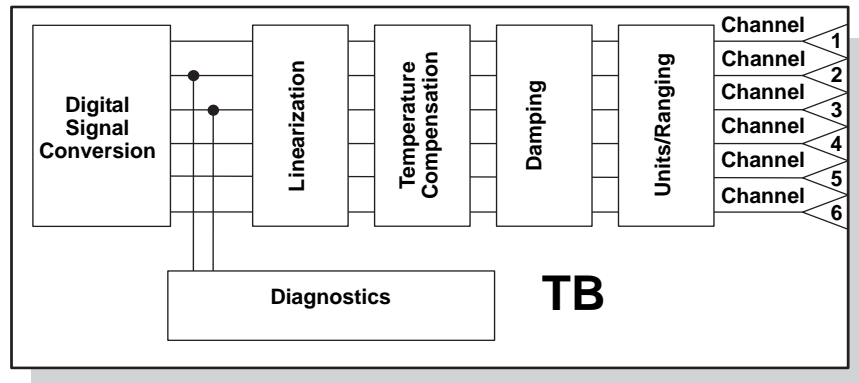 Digital
Signal
Conversion
Linearization
Temperature
Compensation
Damping
Units/Ranging
Channel
1
Channel
2
Channel
3
Channel
4
Channel
5
Channel
6
Diagnostics
TB